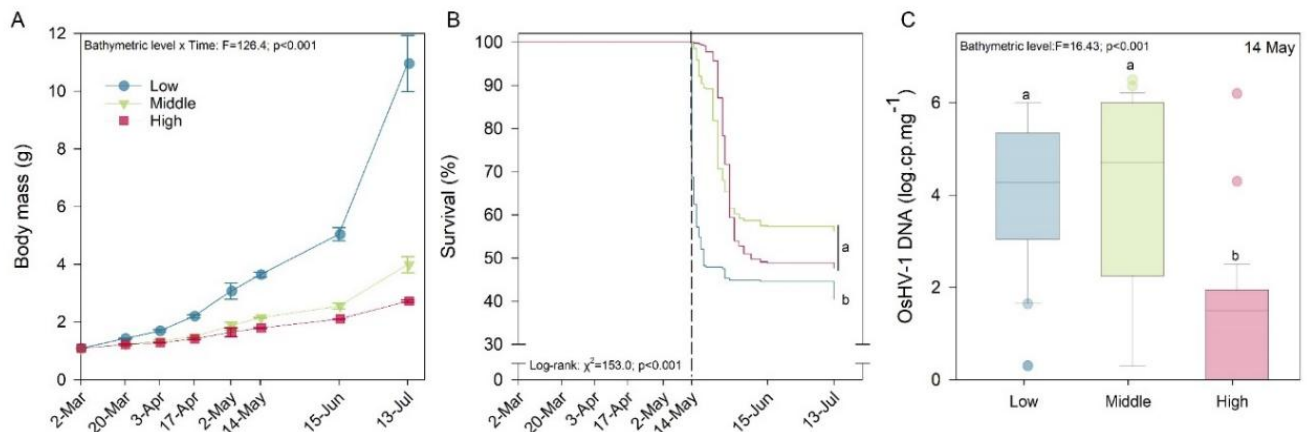 A
Body mass (g)
12
10
8
6
4
2
0
Bathymetric level x Time: F=126.4; p<0.001
Low
Middle
High
2-Mar
20-Mar
3-Apr
17-Apr
2-May
14-May
15-Jun
13-Jul
B
Survival (%)
100
90
80
70
60
50
40
30
0
a
b
Log-rank: χ²=153.0; p<0.001
2-Mar
20-Mar
3-Apr
17-Apr
2-May
14-May
15-Jun
13-Jul
C
OsHV-1 DNA (log.cp.mg⁻¹)
6
4
2
0
Bathymetric level:F=16.43; p<0.001
14 May
a
a
b
Low
Middle
High